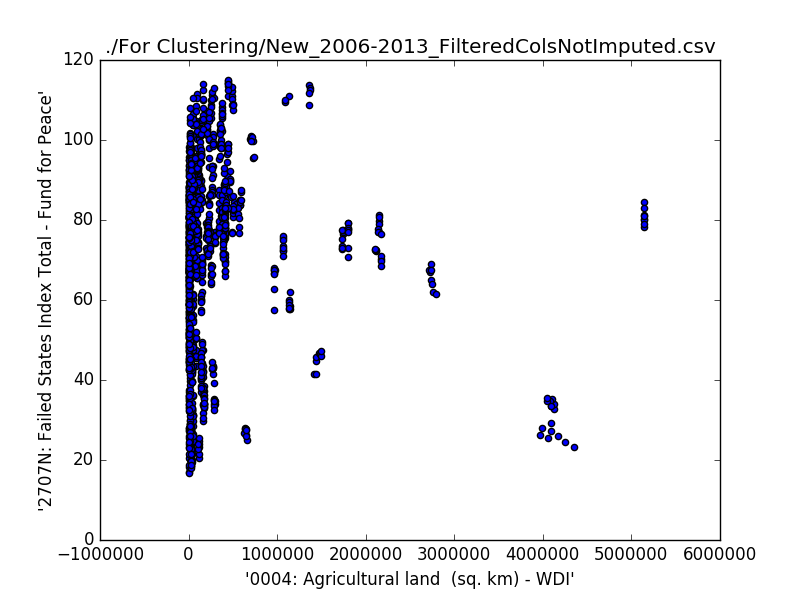 ./For Clustering/New_2006-2013_FilteredColsNotImputed.csv
120
100
80
60
40
20
0
'2707N: Failed States Index Total - Fund for Peace'
−1000000 0 1000000 2000000 3000000 4000000 5000000 6000000
'0004: Agricultural land  (sq. km) - WDI'